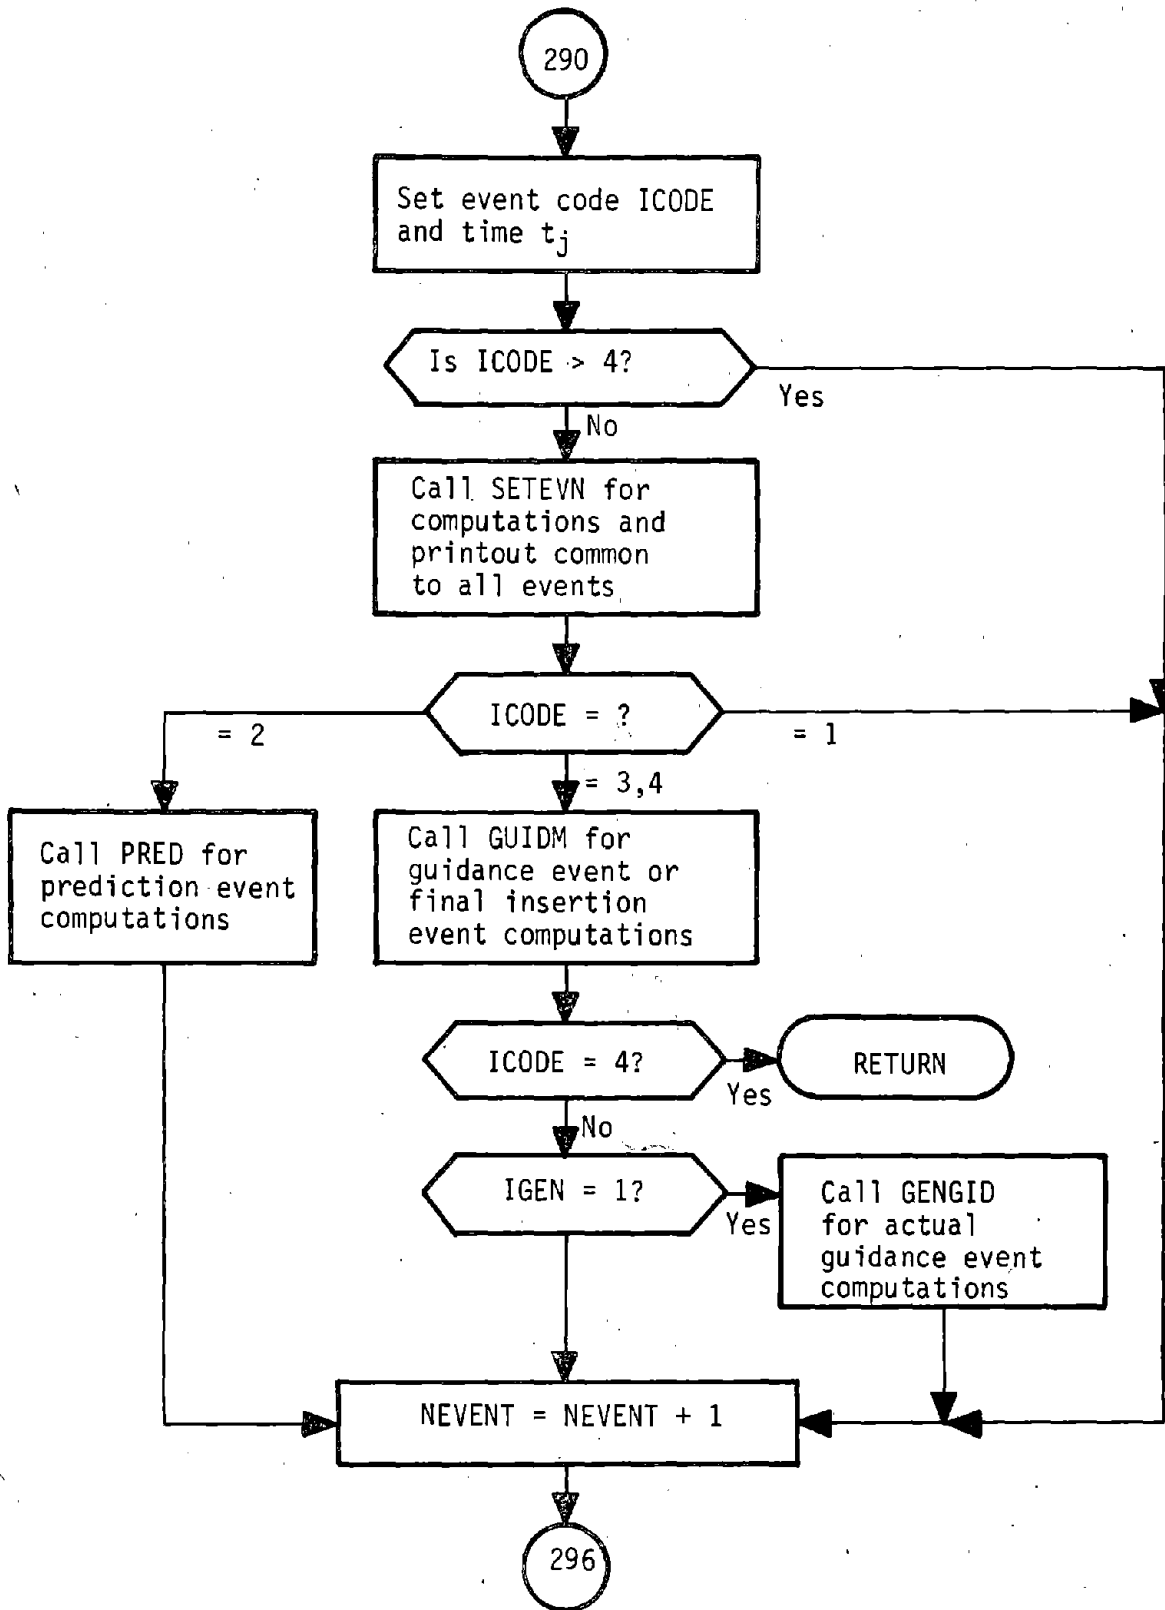 290
Set event code ICODE
and time tj
Is ICODE > 4?
Yes
No
Call SETEVN for
computations and
printout common
to all events
ICODE = ?
= 2
= 1
= 3,4
Call PRED for
prediction event
computations
Call GUIDM for
guidance event or
final insertion
event computations
ICODE = 4?
Yes
RETURN
No
IGEN = 1?
Yes
Call GENGID
for actual
guidance event
computations
NEVENT = NEVENT + 1
296